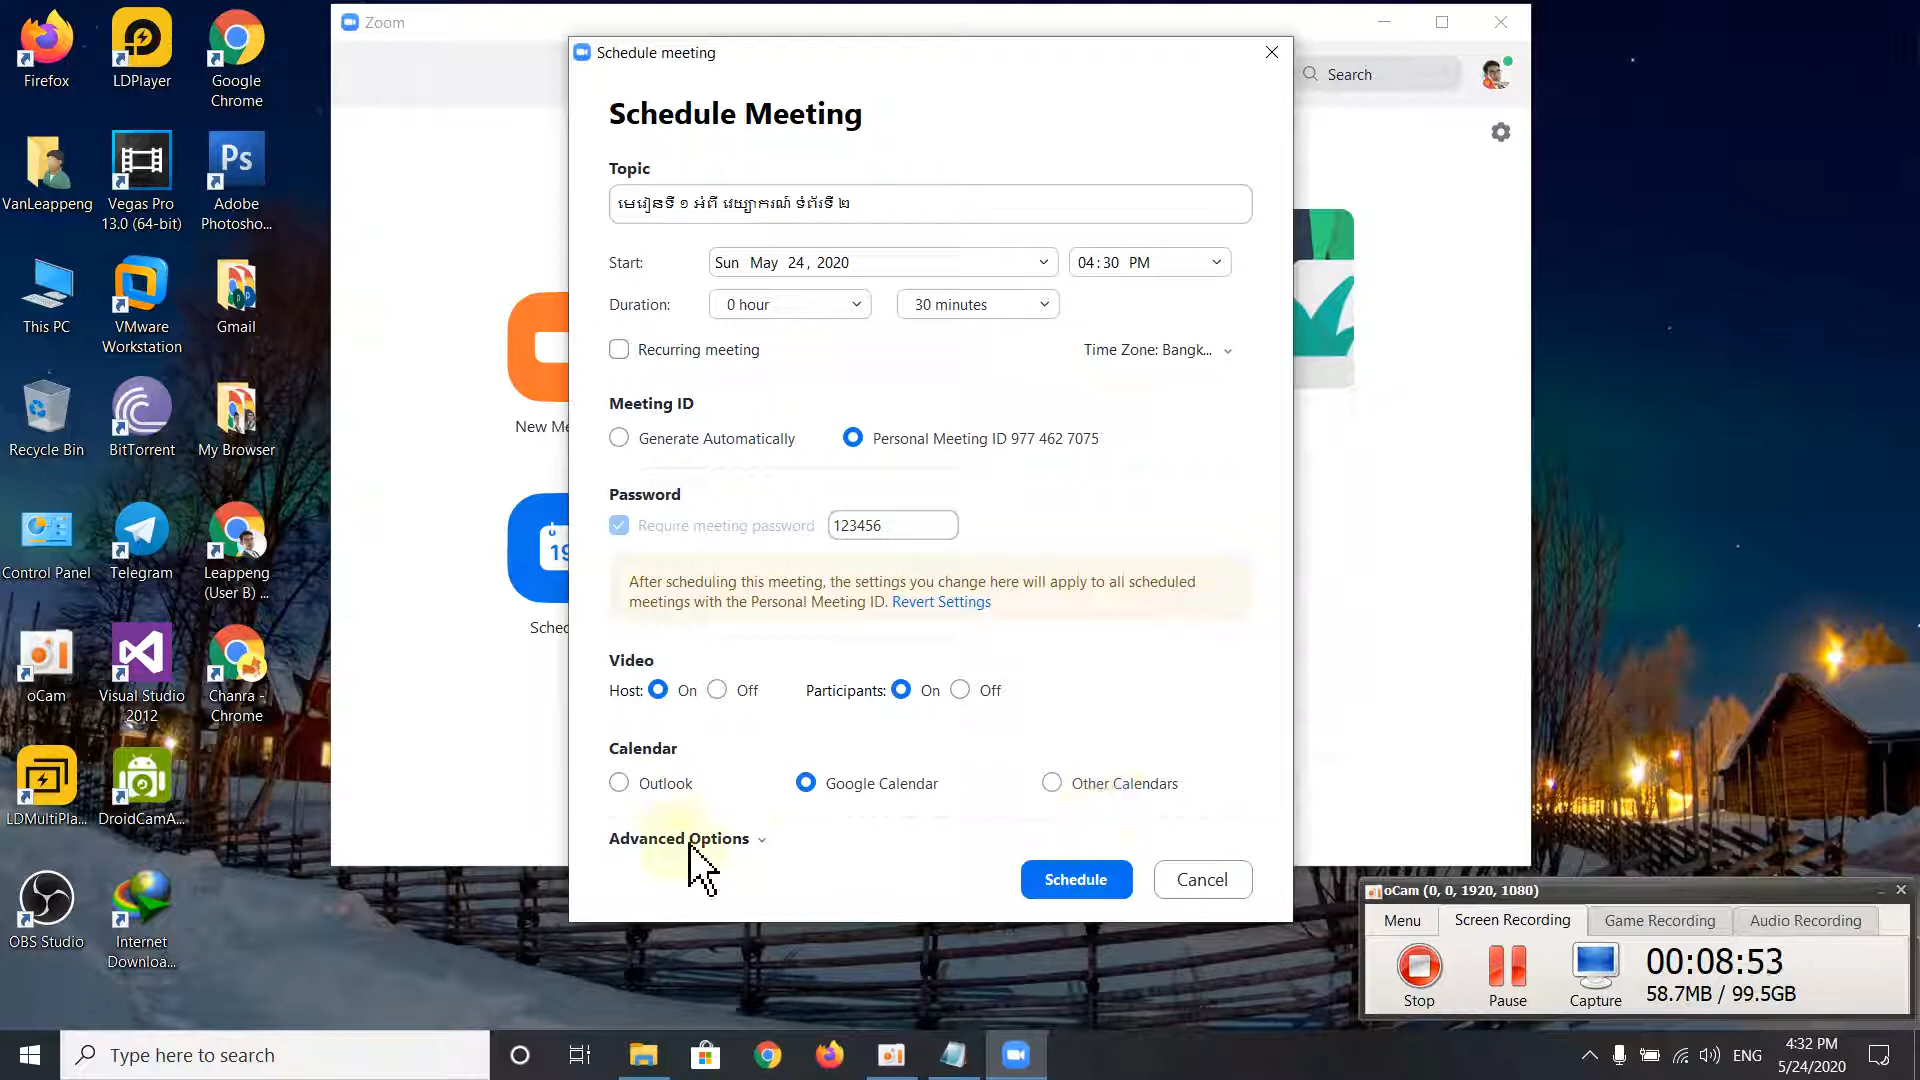 Firefox
LDPlayer
Google
Chrome
VanLeappeng
Vegas Pro
13.0 (64-bit)
Ps
Adobe
Photosho...
This PC
VMware
Workstation
Gmail
Recycle Bin
BitTorrent
My Browser
Control Panel
Telegram
Leappeng
(User B) ...
oCam
Visual Studio
2012
Chanra -
Chrome
LDMultiPla...
DroidCamA...
OBS Studio
Internet
Downloa...
Zoom
Search
New Me
19
Sched
Schedule meeting
Schedule Meeting
Topic
មេរៀនទី ១ អំពី វេយ្យាករណ៍ ទំព័រទី ២
Start:
Sun May 24, 2020
04:30 PM
Duration:
0 hour
30 minutes
Recurring meeting
Time Zone: Bangk...
Meeting ID
Generate Automatically
Personal Meeting ID 977 462 7075
Password
Require meeting password
123456
After scheduling this meeting, the settings you change here will apply to all scheduled
meetings with the Personal Meeting ID. Revert Settings
Video
Host: On Off
Participants: On Off
Calendar
Outlook
Google Calendar
Other Calendars
Advanced Options
Schedule
Cancel
oCam (0, 0, 1920, 1080)
Menu
Screen Recording
Game Recording
Audio Recording
Stop
Pause
Capture
00:08:53
58.7MB / 99.5GB
Type here to search
ENG
4:32 PM
5/24/2020